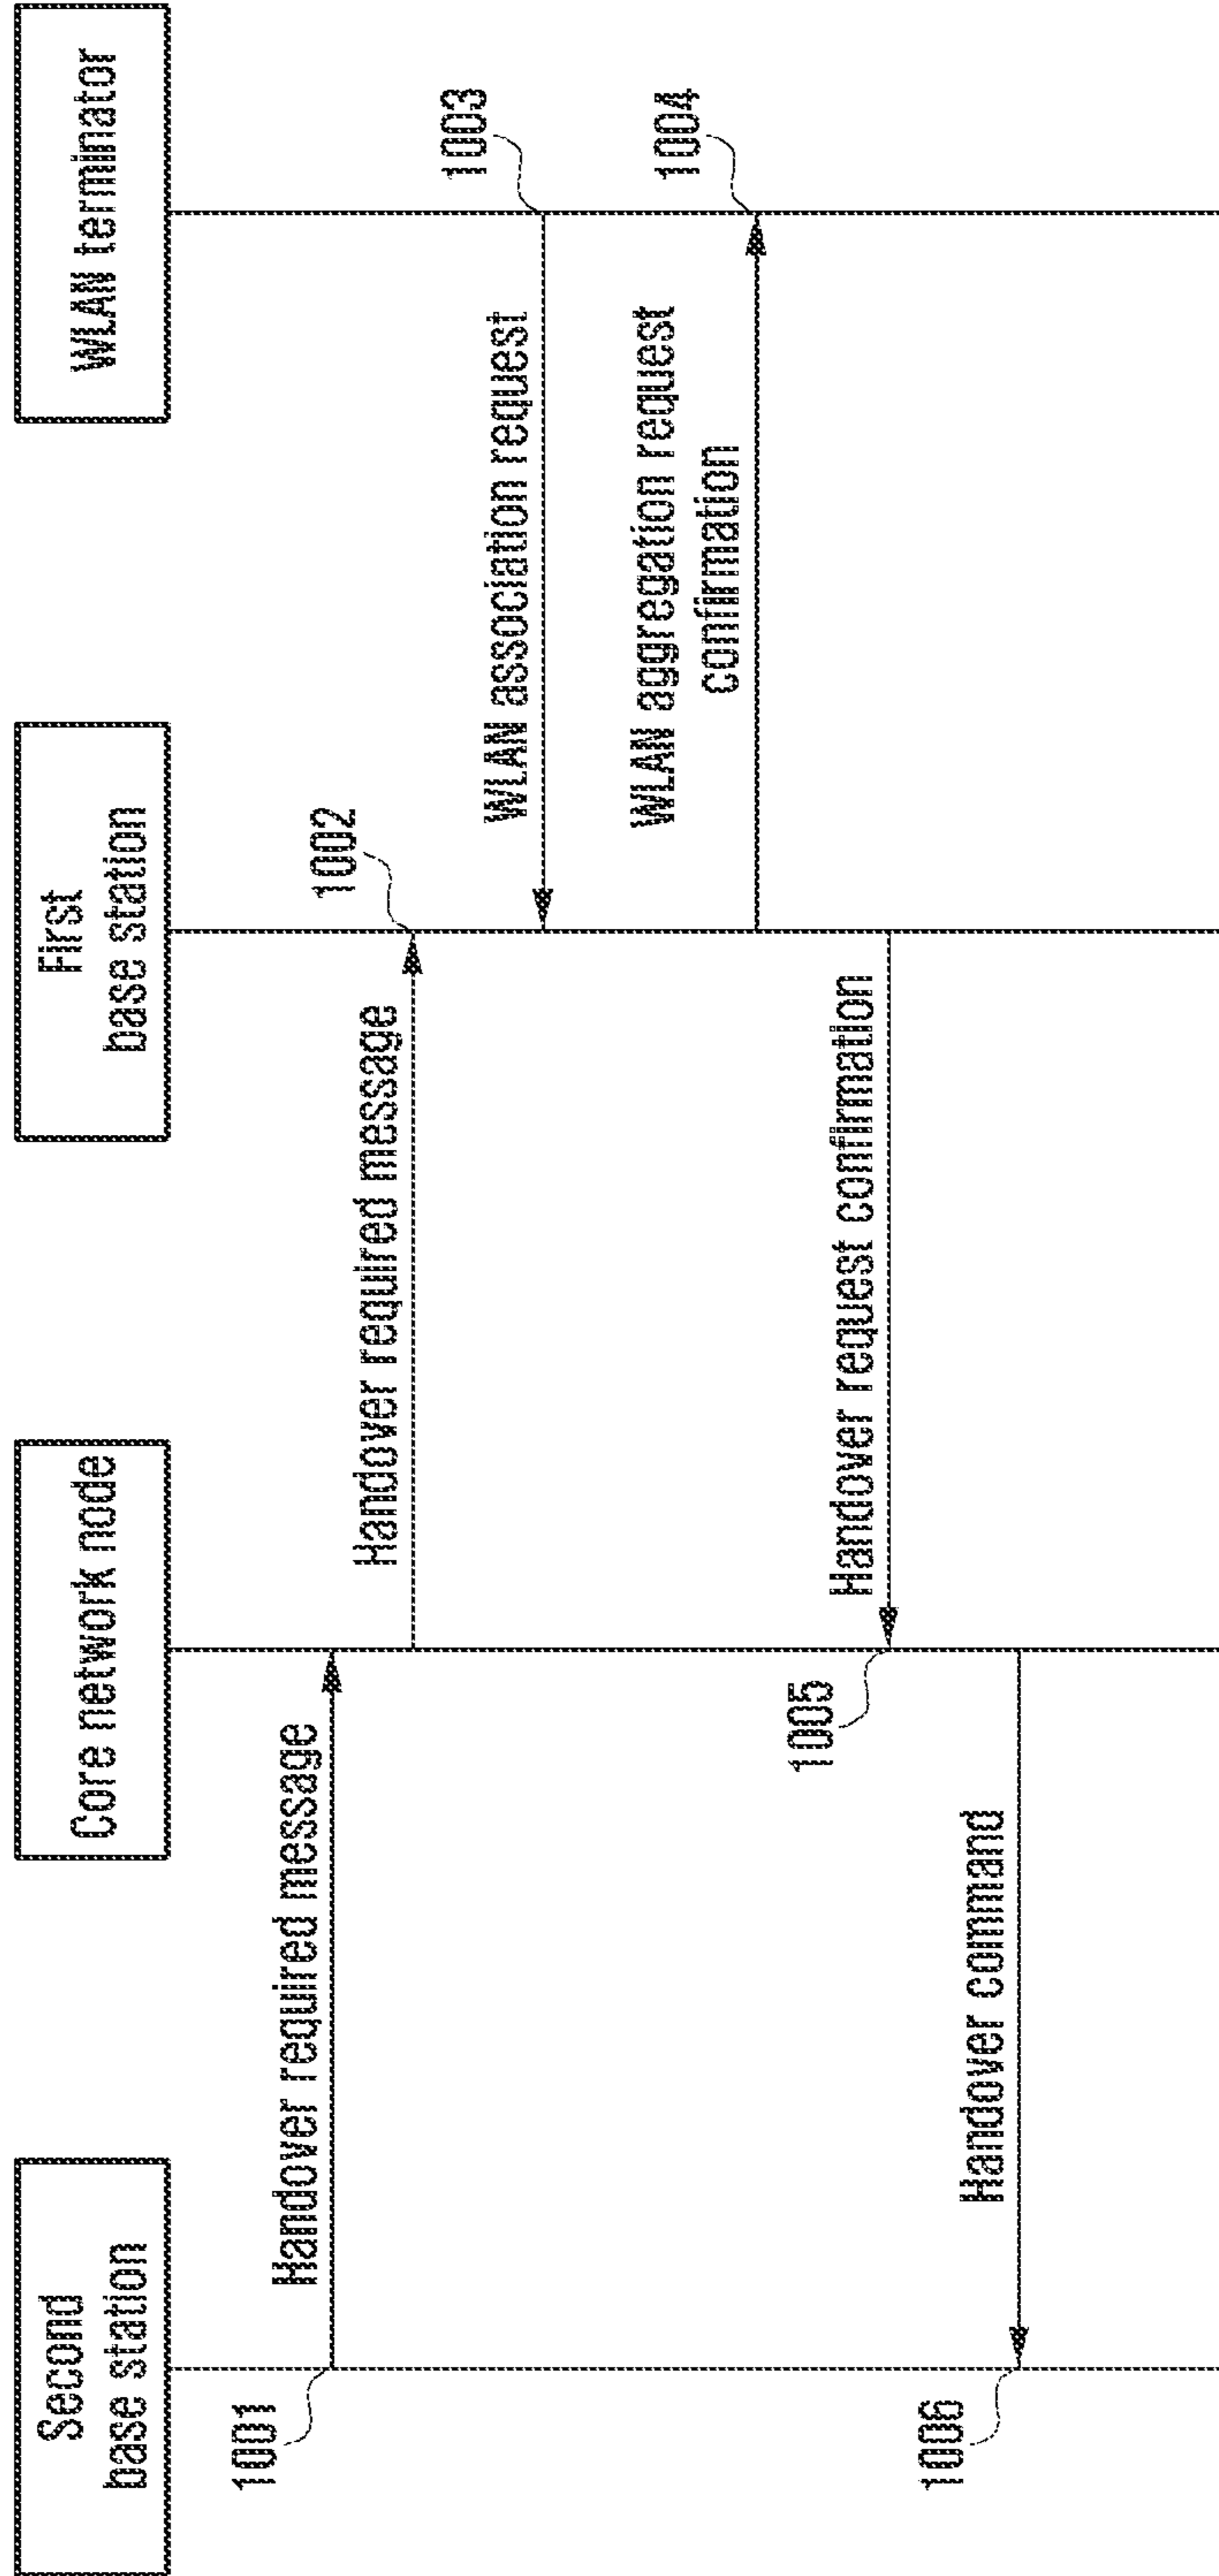 Second
base station
Core network node
First
base station
WLAN terminator
1001
Handover required message
Handover required message
1002
WLAN association request
1003
WLAN aggregation request
confirmation
1004
1005
Handover request confirmation
1006
Handover command